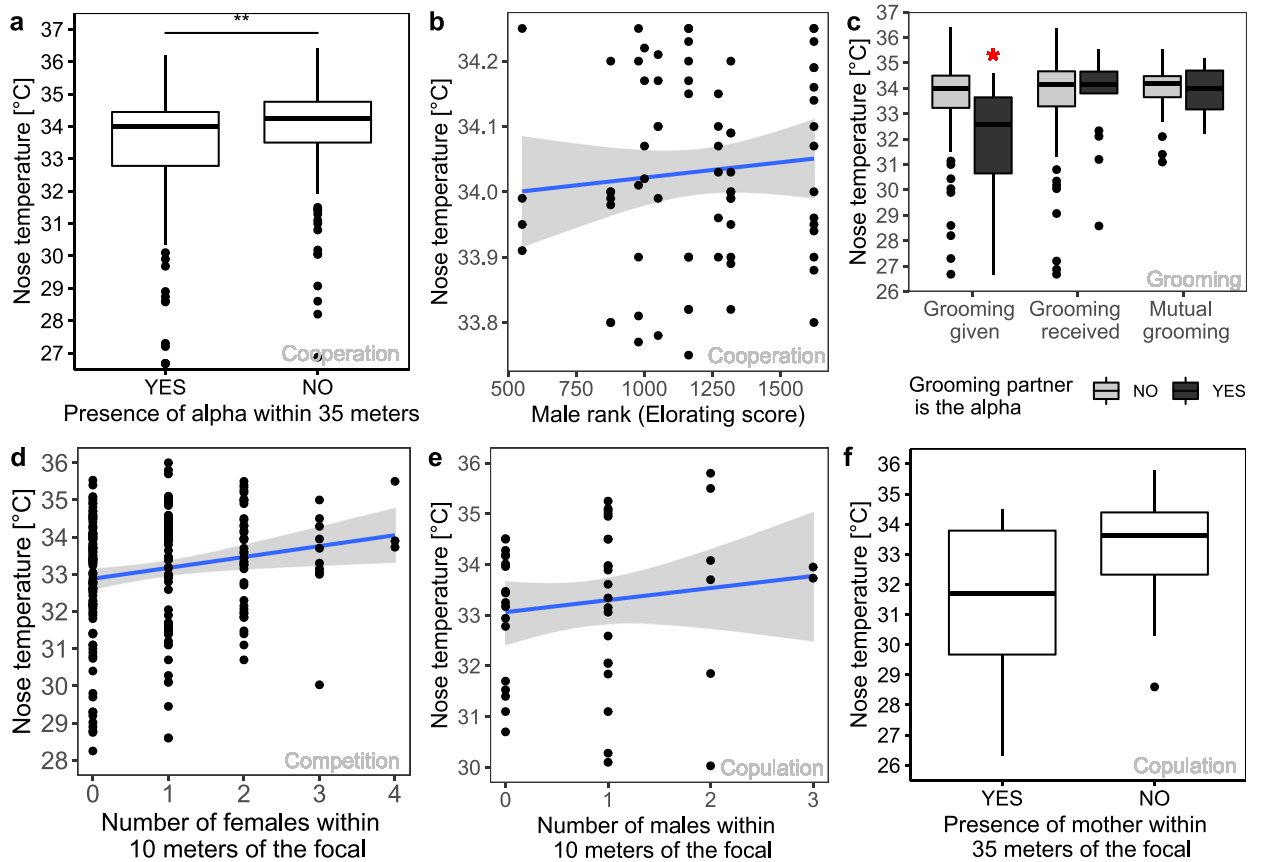 a
**
Nose temperature [°C]
37
36
35
34
33
32
31
30
29
28
27
Cooperation
YES
NO
Presence of alpha within 35 meters
b
Nose temperature [°C]
34.2
34.1
34.0
33.9
33.8
Cooperation
500
750
1000
1250
1500
Male rank (Elorating score)
c
Nose temperature [°C]
37
36
35
34
33
32
31
30
29
28
27
26
Grooming
Grooming given
Grooming received
Mutual grooming
Grooming partner
is the alpha
NO
YES
d
Nose temperature [°C]
36
35
34
33
32
31
30
29
28
Competition
0
1
2
3
4
Number of females within
10 meters of the focal
e
Nose temperature [°C]
36
35
34
33
32
31
30
Copulation
0
1
2
3
Number of males within
10 meters of the focal
f
Nose temperature [°C]
36
35
34
33
32
31
30
29
28
27
26
Copulation
YES
NO
Presence of mother within
35 meters of the focal